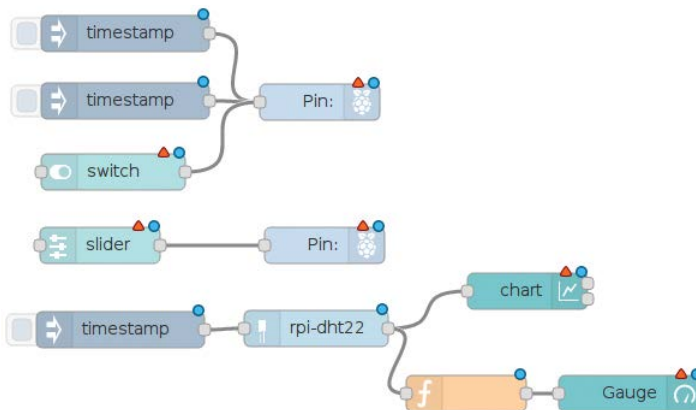 timestamp
timestamp
Pin:
switch
slider
Pin:
chart
timestamp
rpi-dht22
Gauge